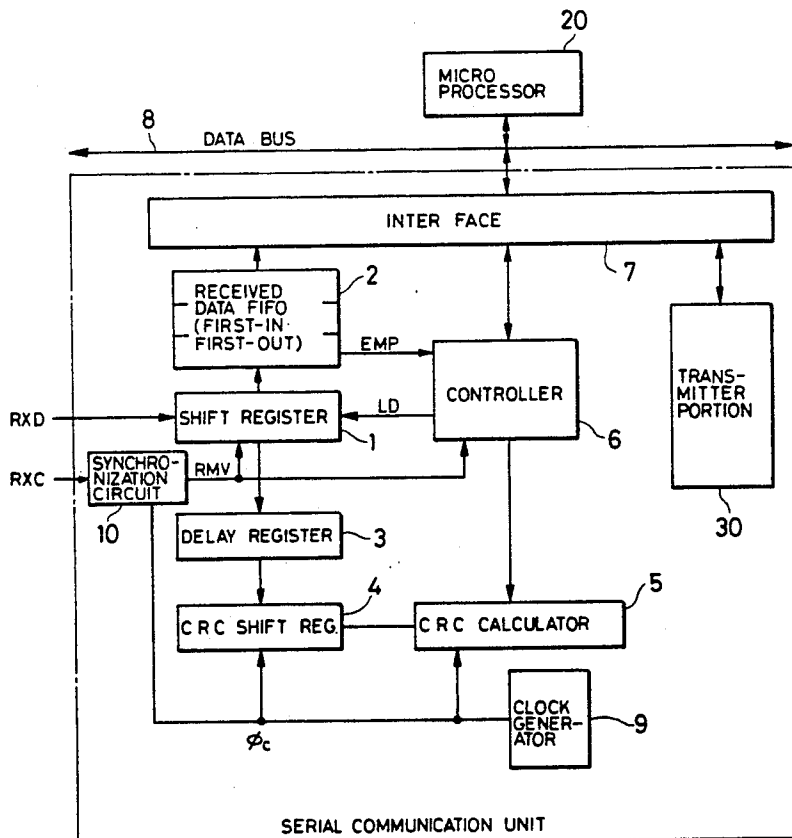 20
MICRO
PROCESSOR
8
DATA BUS
INTER FACE
7
2
RECEIVED
DATA FIFO
(FIRST-IN
FIRST-OUT)
EMP
CONTROLLER
6
TRANS-
MITTER
PORTION
30
RXD
SHIFT REGISTER
LD
1
RXC
SYNCHRO-
NIZATION
CIRCUIT
RMV
10
DELAY REGISTER
3
4
CRC SHIFT REG.
5
CRC CALCULATOR
CLOCK
GENER-
ATOR
9
φc
SERIAL COMMUNICATION UNIT